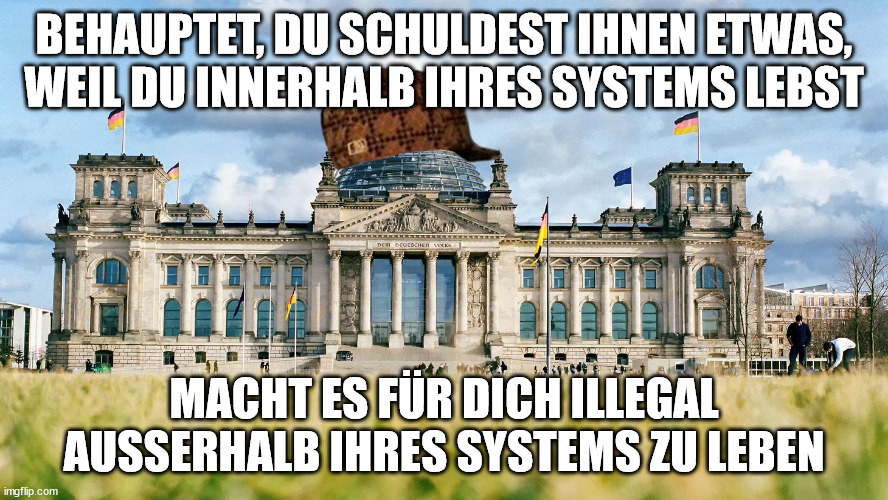 BEHAUPTET, DU SCHULDEST IHNEN ETWAS,
WEIL DU INNERHALB IHRES SYSTEMS LEBST
DEM DEUTSCHEN VOLKE
MACHT ES FÜR DICH ILLEGAL
AUSSERHALB IHRES SYSTEMS ZU LEBEN
imgflip.com